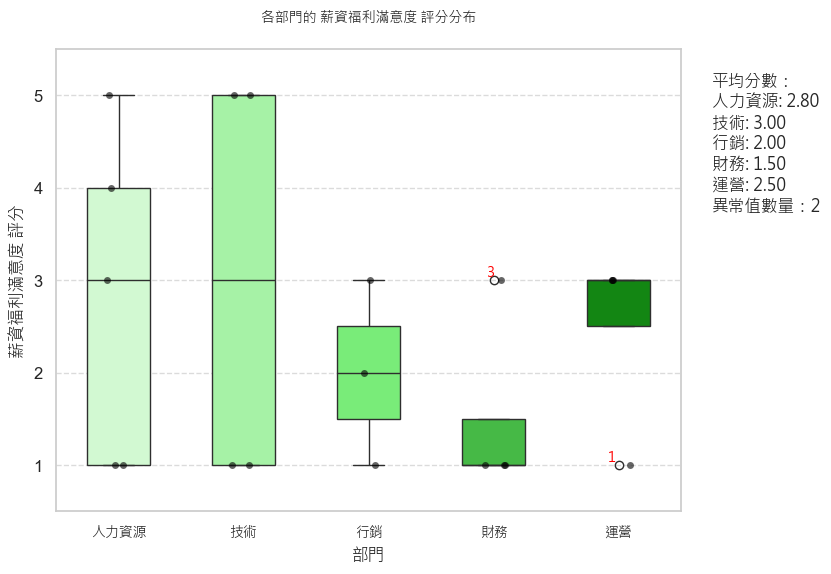 各部門的 薪資福利滿意度 評分分布
薪資福利滿意度 評分
5
4
3
2
1
3
1
人力資源
技術
行銷
財務
運營
部門
平均分數：
人力資源: 2.80
技術: 3.00
行銷: 2.00
財務: 1.50
運營: 2.50
異常值數量：2